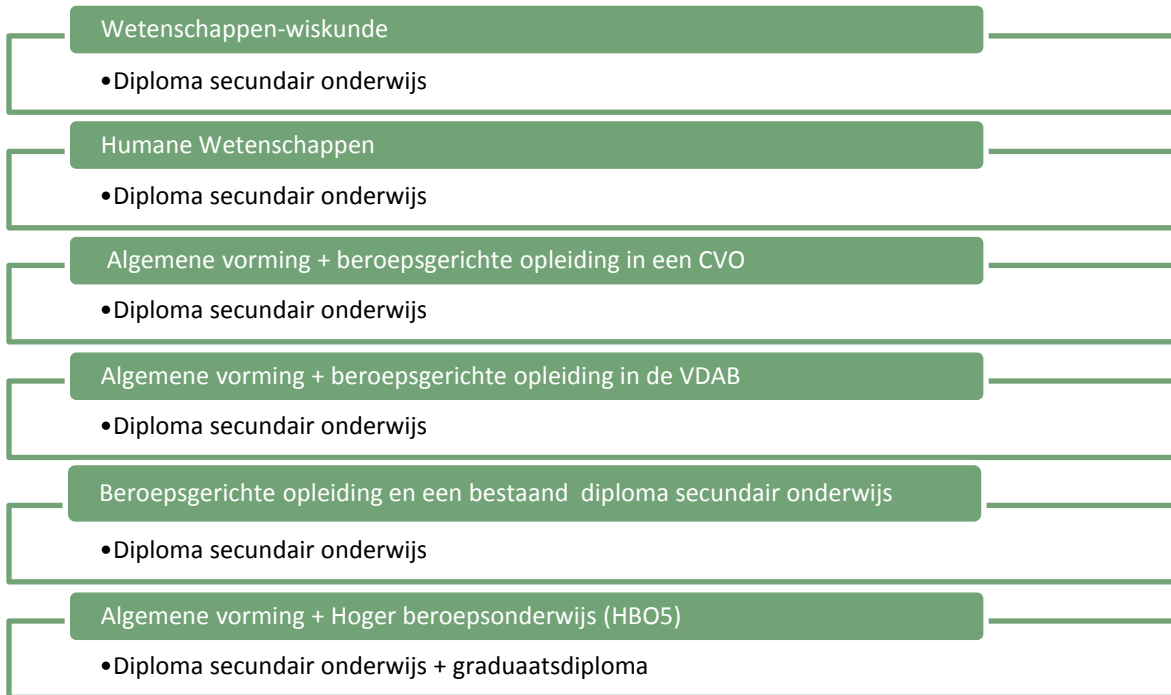 Wetenschappen-wiskunde
•Diploma secundair onderwijs
Humane Wetenschappen
•Diploma secundair onderwijs
Algemene vorming + beroepsgerichte opleiding in een CVO
•Diploma secundair onderwijs
Algemene vorming + beroepsgerichte opleiding in de VDAB
•Diploma secundair onderwijs
Beroepsgerichte opleiding en een bestaand diploma secundair onderwijs
•Diploma secundair onderwijs
Algemene vorming + Hoger beroepsonderwijs (HBO5)
•Diploma secundair onderwijs + graduaatsdiploma